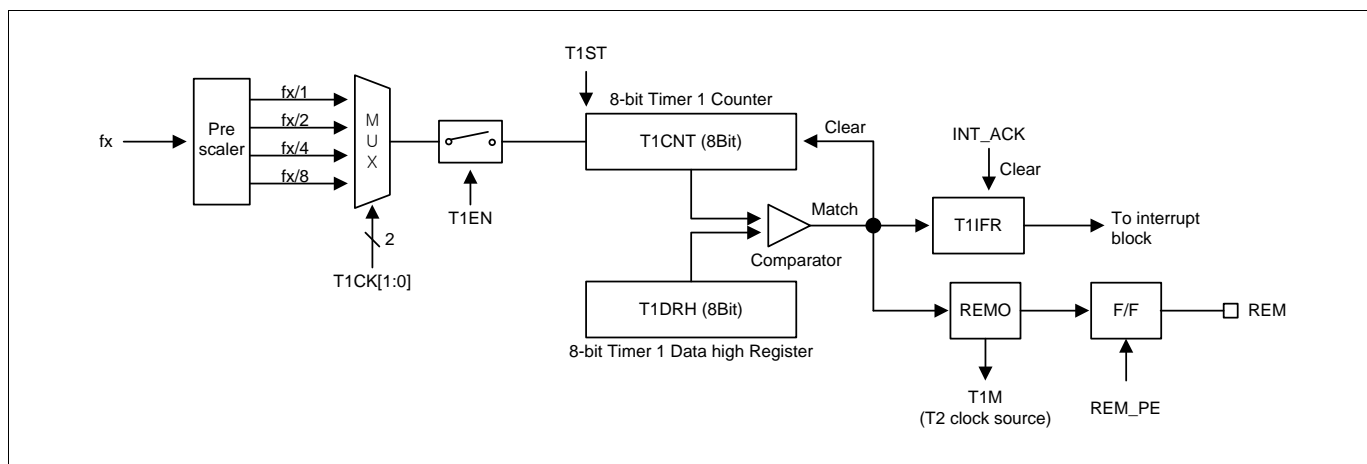 T1ST
8-bit Timer 1 Counter
fx
Pre
scaler
fx/1
fx/2
fx/4
fx/8
M
U
X
T1EN
2
T1CK[1:0]
T1CNT (8Bit)
Clear
INT_ACK
Clear
Match
Comparator
T1IFR
To interrupt
block
T1DRH (8Bit)
8-bit Timer 1 Data high Register
REMO
F/F
REM
T1M
(T2 clock source)
REM_PE